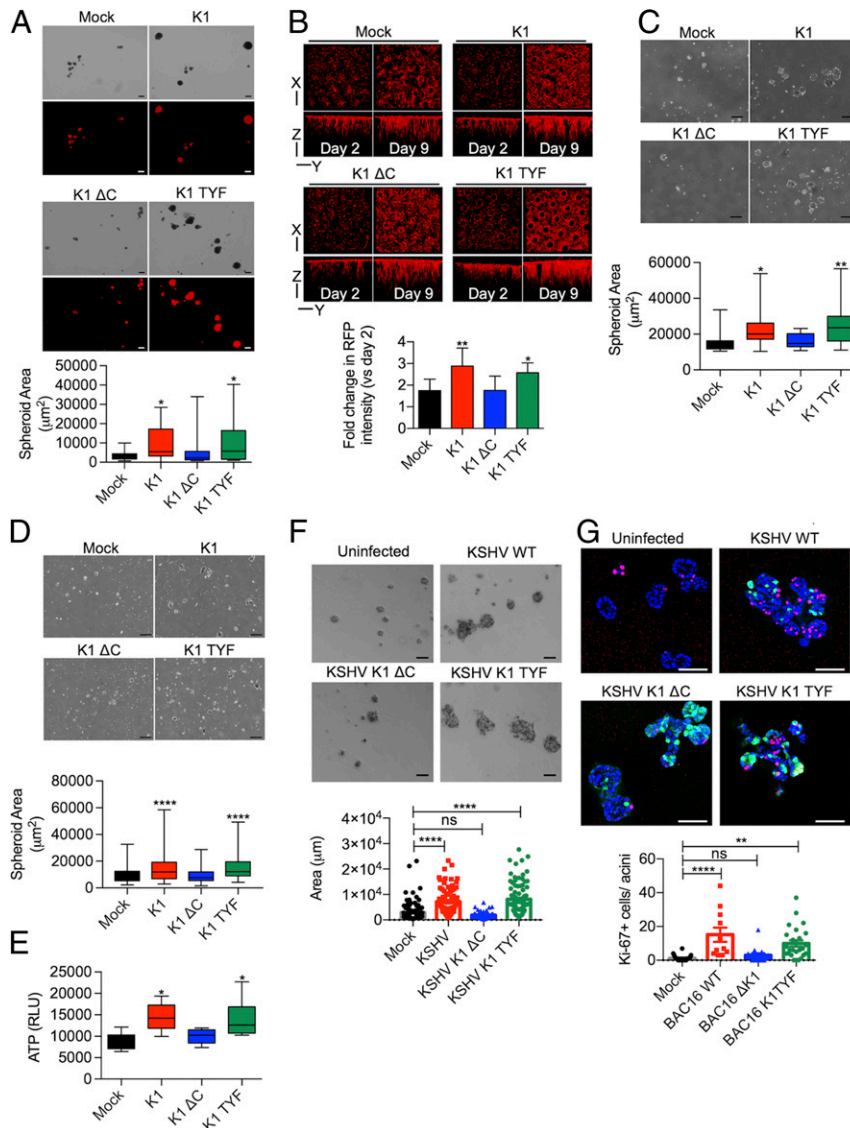 A
Mock K1
K1 ΔC K1 TYF
Spheroid Area
(μm²)
50000
40000
30000
20000
10000
0
* *
Mock
K1
K1 ΔC
K1 TYF
B
Mock K1
X
Z
Day 2 Day 9 Day 2 Day 9
Y
K1 ΔC K1 TYF
X
Z
Day 2 Day 9 Day 2 Day 9
Y
Fold change in RFP
intensity (vs day 2)
4
3
2
1
0
** *
Mock
K1
K1 ΔC
K1 TYF
C
Mock K1
K1 ΔC K1 TYF
Spheroid Area
(μm²)
60000
40000
20000
0
* **
Mock
K1
K1 ΔC
K1 TYF
D
Mock K1
K1 ΔC K1 TYF
Spheroid Area
(μm²)
80000
60000
40000
20000
0
**** ****
Mock
K1
K1 ΔC
K1 TYF
E
ATP (RLU)
25000
20000
15000
10000
5000
0
* *
Mock
K1
K1 ΔC
K1 TYF
F
Uninfected KSHV WT
KSHV K1 ΔC KSHV K1 TYF
Area (μm)
4×10⁴
3×10⁴
2×10⁴
1×10⁴
0
****
ns
****
Mock
KSHV
KSHV K1 ΔC
KSHV K1 TYF
G
Uninfected KSHV WT
KSHV K1 ΔC KSHV K1 TYF
Ki-67+ cells/ acini
60
40
20
0
**
ns
****
Mock
BAC16 WT
BAC16 ΔK1
BAC16 K1TYF